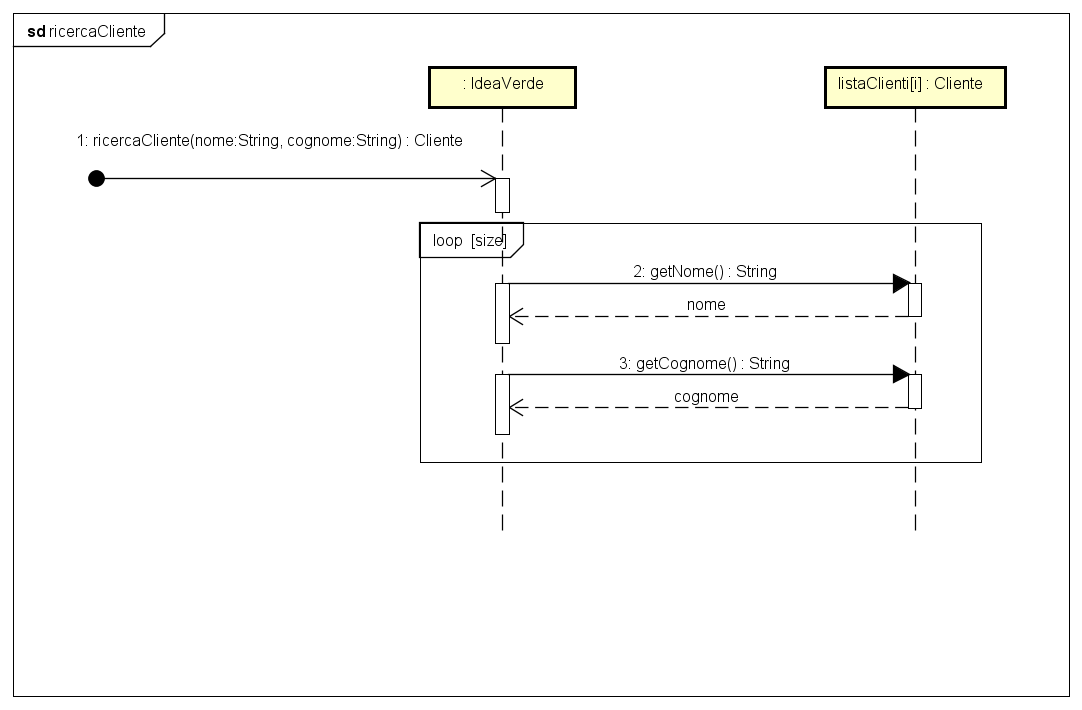 sd ricercaCliente
: IdeaVerde
listaClienti[i] : Cliente
1: ricercaCliente(nome:String, cognome:String) : Cliente
loop [size]
2: getNome() : String
nome
3: getCognome() : String
cognome